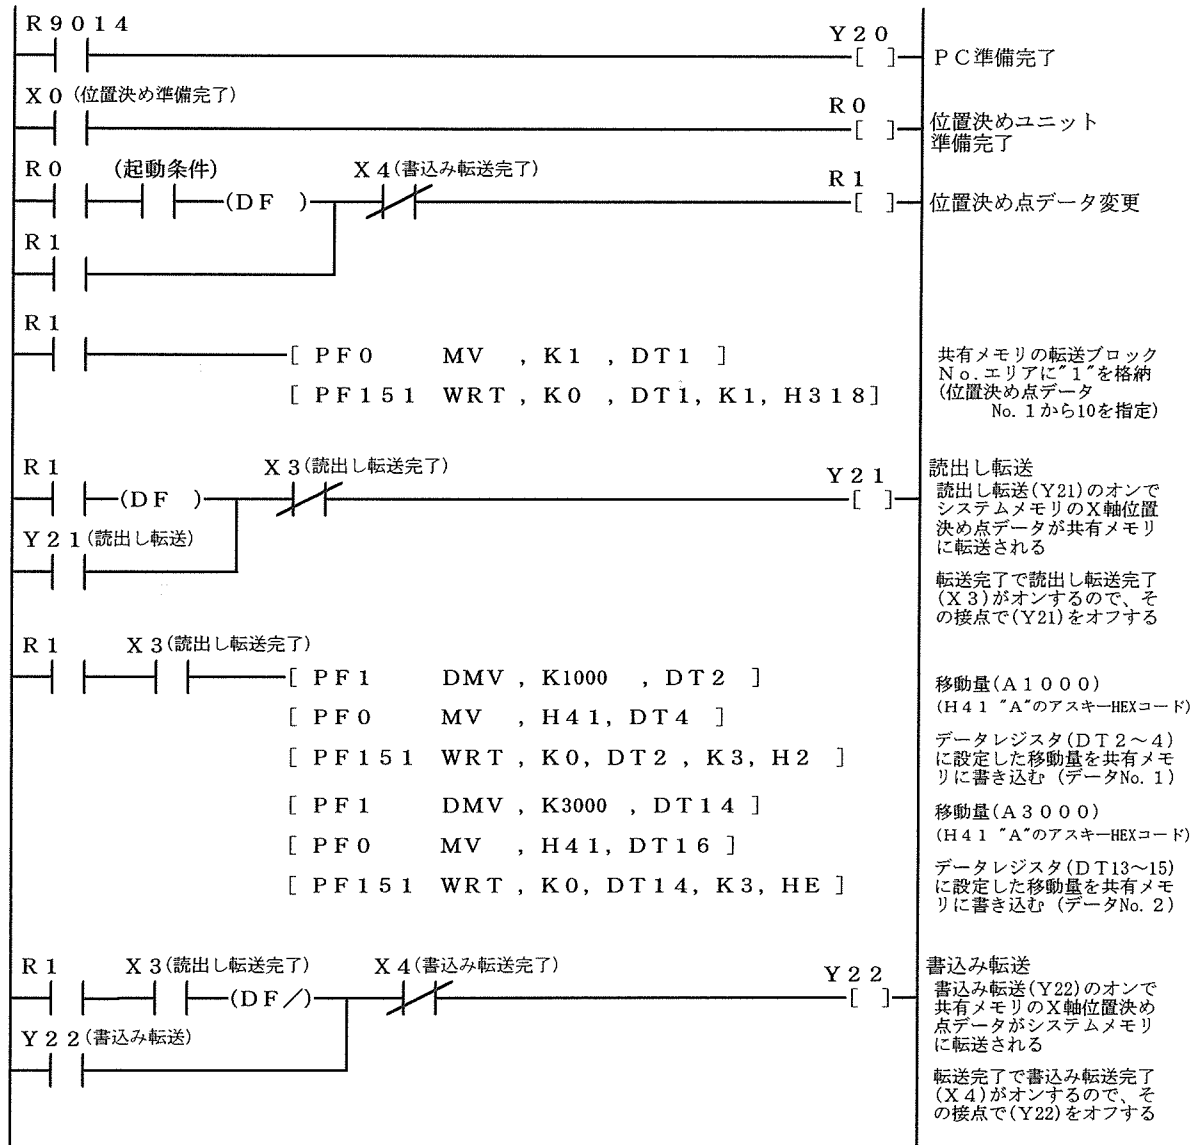 R9014
Y20
[ ] PC準備完了
X0(位置決め準備完了)
R0
[ ] 位置決めユニット
準備完了
R0 (起動条件) X4(書込み転送完了)
R1
(DF ) [ ] 位置決め点データ変更
R1
R1
[ PF0 MV , K1 , DT1 ]
[ PF151 WRT , K0 , DT1, K1, H318]
共有メモリの転送ブロック
No.エリアに"1"を格納
(位置決め点データ
No. 1から10を指定)
R1 X3(読出し転送完了)
Y21
(DF ) [ ]
Y21(読出し転送)
読出し転送
読出し転送(Y21)のオンで
システムメモリのX軸位置
決め点データが共有メモリ
に転送される
転送完了で読出し転送完了
(X3)がオンするので、そ
の接点で(Y21)をオフする
R1 X3(読出し転送完了)
[ PF1 DMV , K1000 , DT2 ]
[ PF0 MV , H41, DT4 ]
[ PF151 WRT , K0, DT2 , K3, H2 ]
[ PF1 DMV , K3000 , DT14 ]
[ PF0 MV , H41, DT16 ]
[ PF151 WRT , K0, DT14, K3, HE ]
移動量(A1000)
(H41 "A"のアスキーHEXコード)
データレジスタ(DT2～4)
に設定した移動量を共有メモ
リに書き込む (データNo. 1)
移動量(A3000)
(H41 "A"のアスキーHEXコード)
データレジスタ(DT13～15)
に設定した移動量を共有メモ
リに書き込む (データNo. 2)
R1 X3(読出し転送完了) X4(書込み転送完了)
Y22
(DF/) [ ]
Y22(書込み転送)
書込み転送
書込み転送(Y22)のオンで
共有メモリのX軸位置決め
点データがシステムメモリ
に転送される
転送完了で書込み転送完了
(X4)がオンするので、そ
の接点で(Y22)をオフする